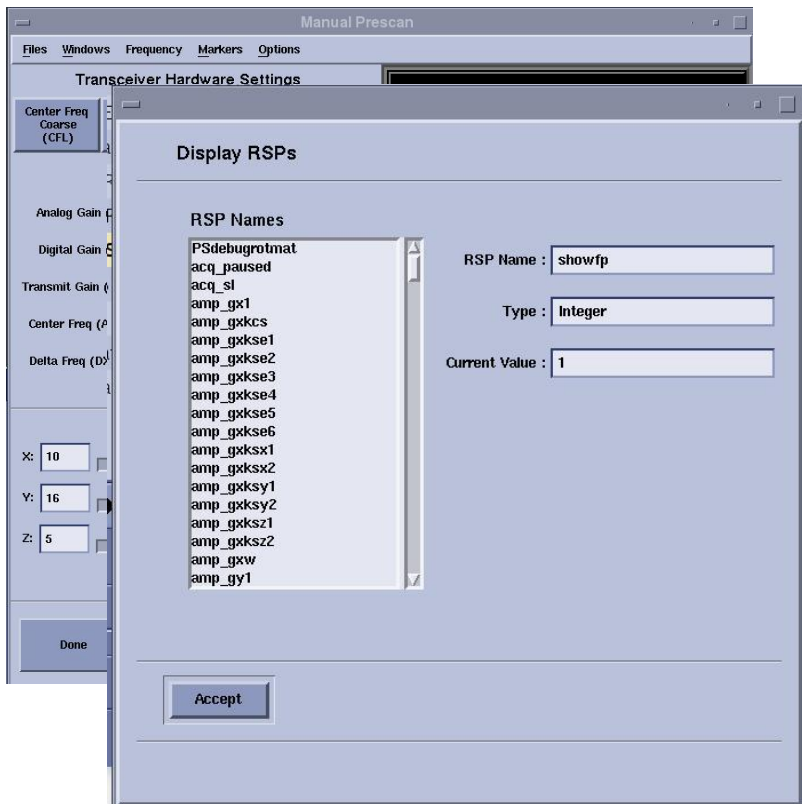 Manual Prescan
Files Windows Frequency Markers Options
Transceiver Hardware Settings
Center Freq
Coarse
(CFL)
Analog Gain
Digital Gain
Transmit Gain (
Center Freq (A
Delta Freq (DX
X: 10
Y: 16
Z: 5
Done
Display RSPs
RSP Names
PSdebugrotmat
acq_paused
acq_sl
amp_gx1
amp_gxkcs
amp_gxkse1
amp_gxkse2
amp_gxkse3
amp_gxkse4
amp_gxkse5
amp_gxkse6
amp_gxksx1
amp_gxksx2
amp_gxksy1
amp_gxksy2
amp_gxksz1
amp_gxksz2
amp_gxw
amp_gy1
RSP Name : showfp
Type : Integer
Current Value : 1
Accept